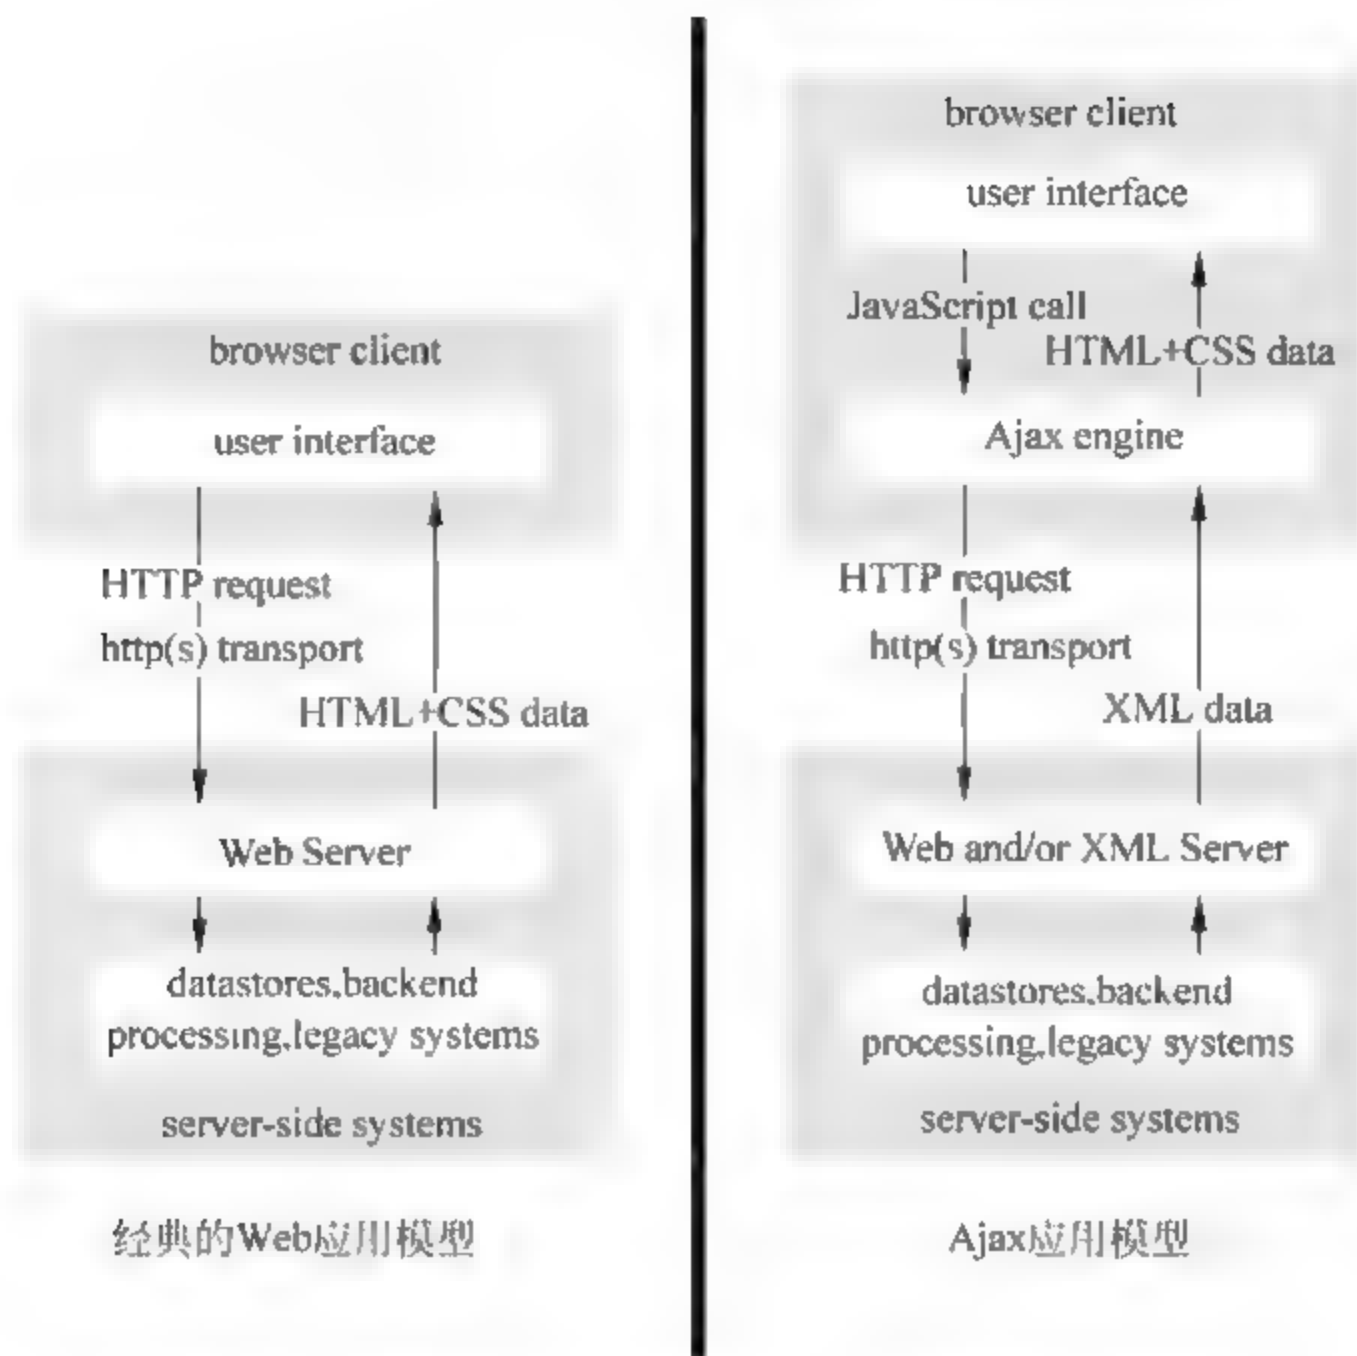 browser client
user interface
HTTP request
http(s) transport
HTML+CSS data
Web Server
datastores,backend
processing,legacy systems
server-side systems
经典的Web应用模型
browser client
user interface
JavaScript call
HTML+CSS data
Ajax engine
HTTP request
http(s) transport
XML data
Web and/or XML Server
datastores,backend
processing,legacy systems
server-side systems
Ajax应用模型